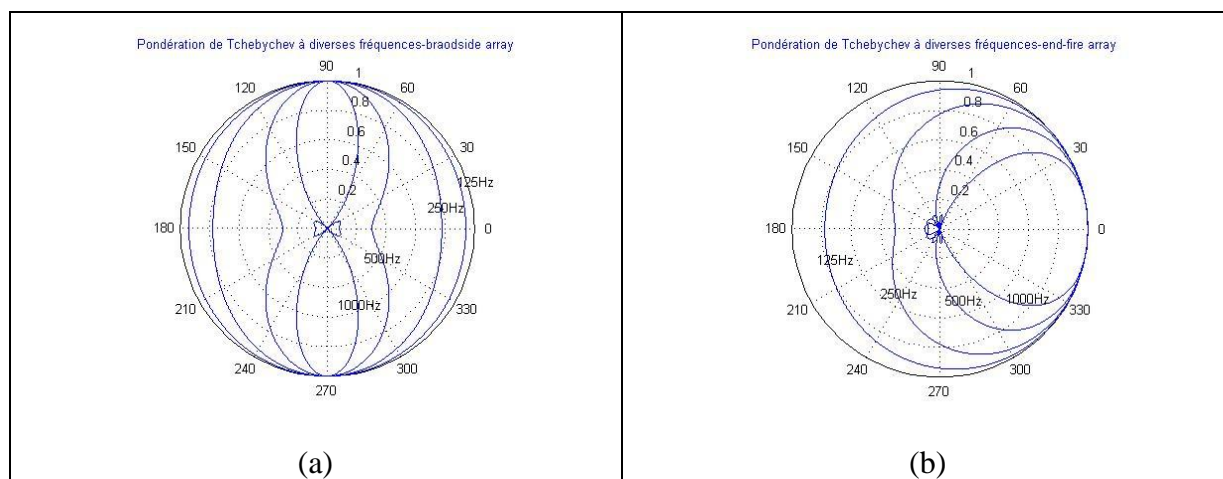 Pondération de Tchebychev à diverses fréquences-braodside array
90
1
120
60
0.8
0.6
150
30
0.4
0.2
125Hz
250Hz
180
0
500Hz
1000Hz
210
330
240
300
270
(a)
Pondération de Tchebychev à diverses fréquences-end-fire array
90
1
120
60
0.8
0.6
150
30
0.4
0.2
180
0
125Hz
250Hz
500Hz
1000Hz
210
330
240
300
270
(b)